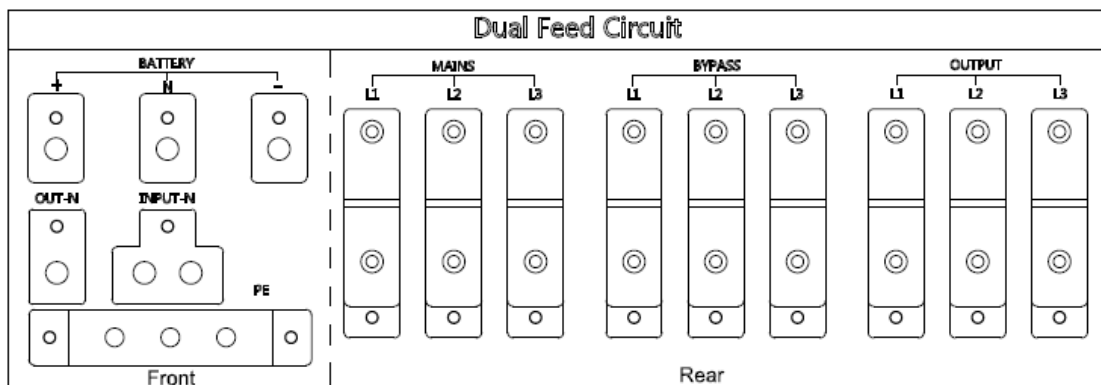 Dual Feed Circuit
BATTERY
+ N -
OUT-N INPUT-N
PE
Front
MAINS BYPASS OUTPUT
L1 L2 L3 L1 L2 L3 L1 L2 L3
Rear